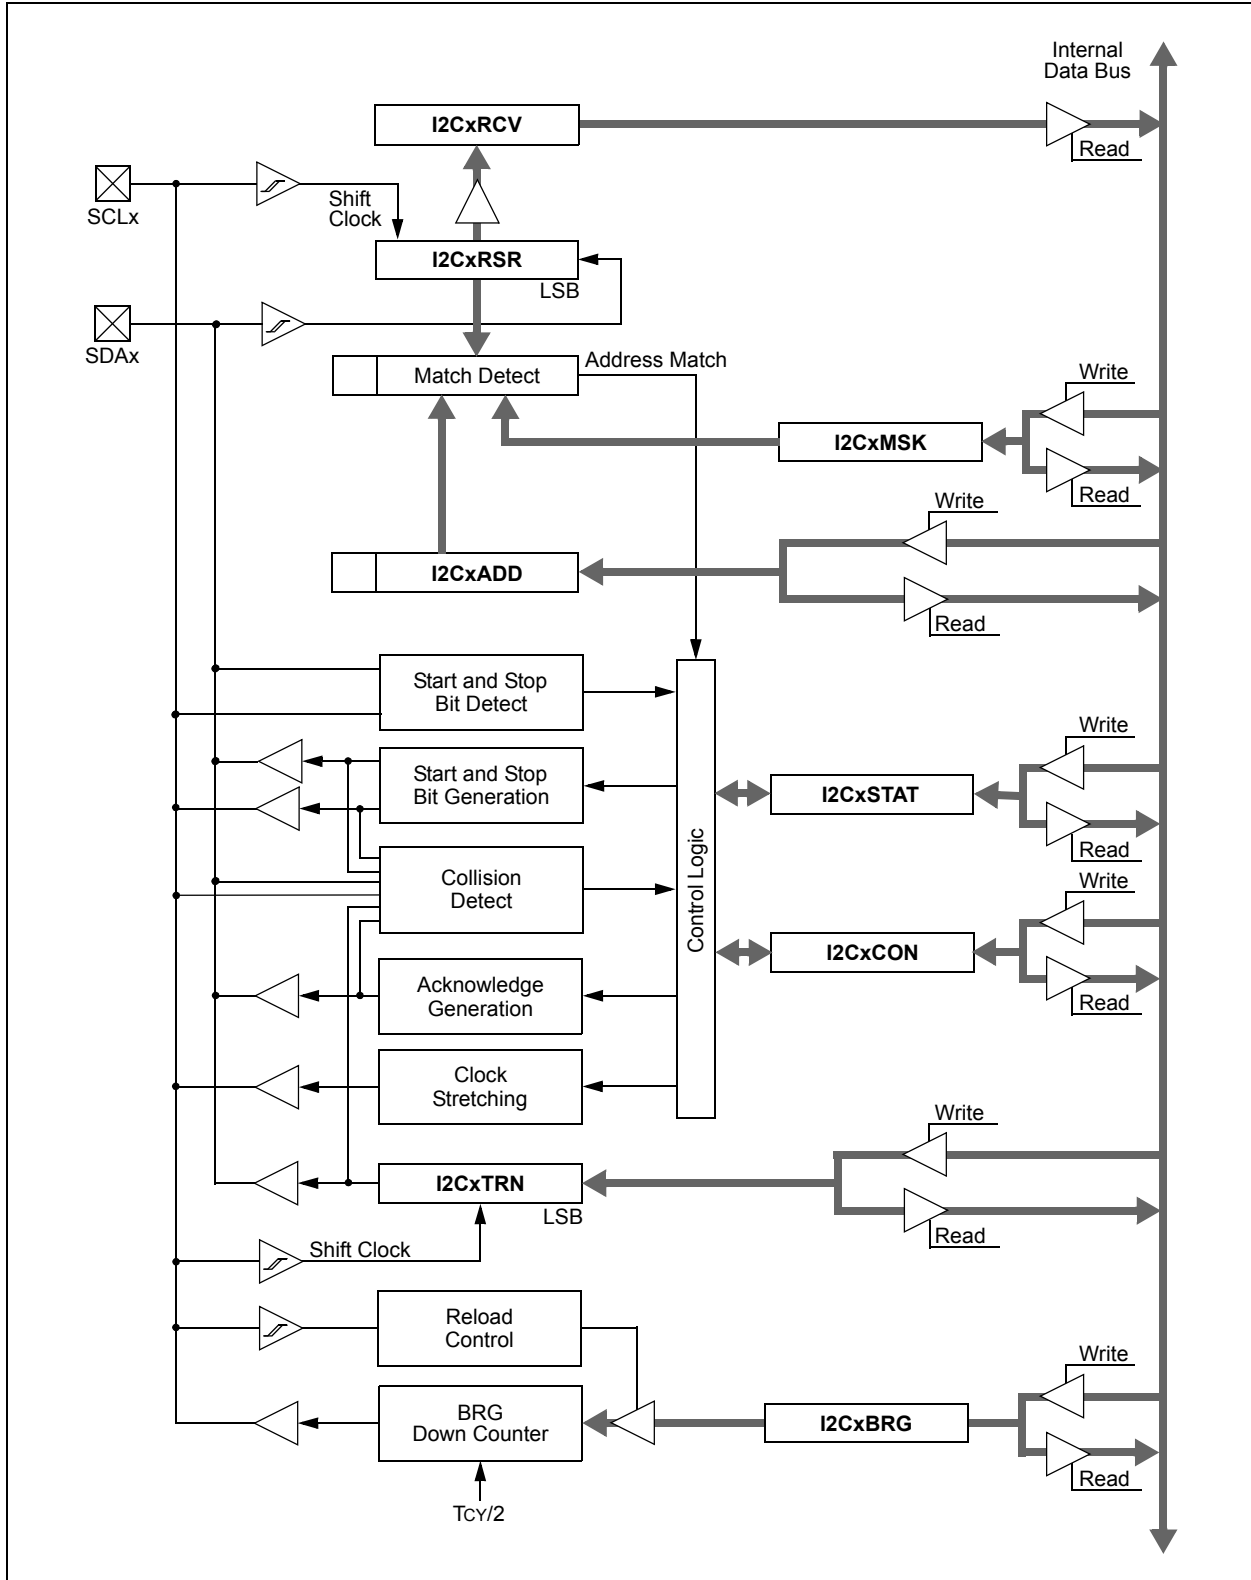 Internal
Data Bus
I2CxRCV
Read
SCLx
Shift
Clock
I2CxRSR
LSB
SDAx
Match Detect
Address Match
Write
I2CxMSK
Read
Write
I2CxADD
Read
Start and Stop
Bit Detect
Write
Start and Stop
Bit Generation
I2CxSTAT
Read
Control Logic
Collision
Detect
Write
I2CxCON
Read
Acknowledge
Generation
Clock
Stretching
Write
I2CxTRN
LSB
Read
Shift Clock
Reload
Control
Write
BRG
Down Counter
I2CxBRG
Read
TCY/2